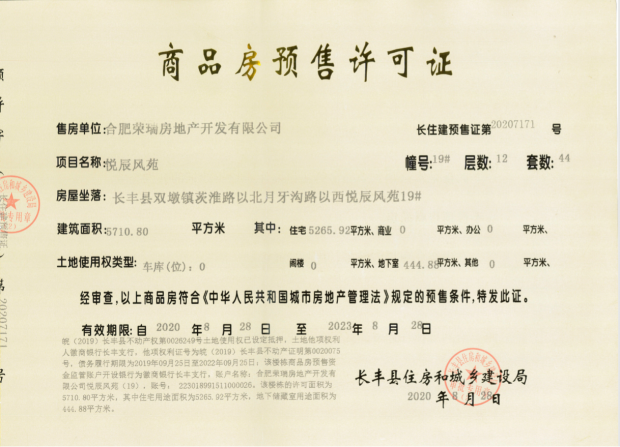 商品房预售许可证
售房单位:合肥荣瑞房地产开发有限公司 长住建预售证第20207171 号
项目名称:悦辰风苑 幢号:19# 层数:12 套数:44
房屋坐落: 长丰县双墩镇茨淮路以北月牙沟路以西悦辰风苑19#
建筑面积:5710.80 平方米 其中: 住宅5265.92平方米、商业 0 平方米、办公 0 平方米、
土地使用权类型: 车库(位):0 阁楼 0 平方米、地下室 444.88平方米、其他 0 平方米、
经审查,以上商品房符合《中华人民共和国城市房地产管理法》规定的预售条件,特发此证。
有效期限:自 2020 年 8 月 28 日 至 2023 年 8 月 28 日
皖(2019)长丰县不动产权第0026249号土地使用权已设定抵押,土地他项权利
人徽商银行长丰支行,他项权利证号为皖(2019)长丰县不动产证明第0020075
号,债务履行期限为2019年09月25日至2022年09月25日,该楼栋商品房预售资
金监管账户开设银行为徽商银行长丰支行,账户名称:合肥荣瑞房地产开发有
限公司悦辰风苑(19),账号:223018991511000026。该楼栋的许可面积为
5710.80平方米,其中住宅用途面积为5265.92平方米,地下储藏室用途面积为
444.88平方米。
长丰县住房和城乡建设局
2020 年 8 月 28 日
20207171
号